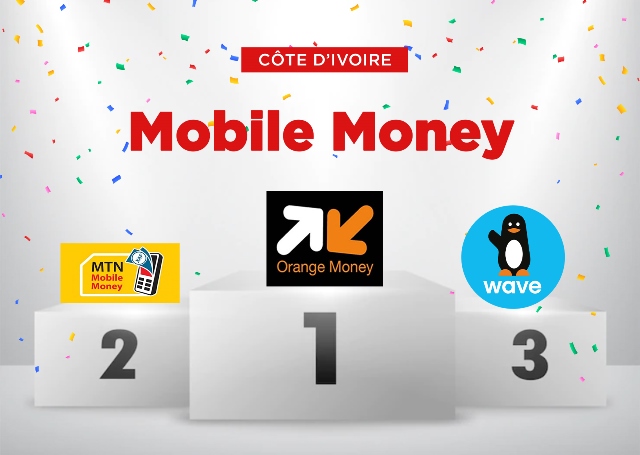 CÔTE D'IVOIRE
Mobile Money
MTN
Mobile
Money
Orange Money
wave
2
1
3